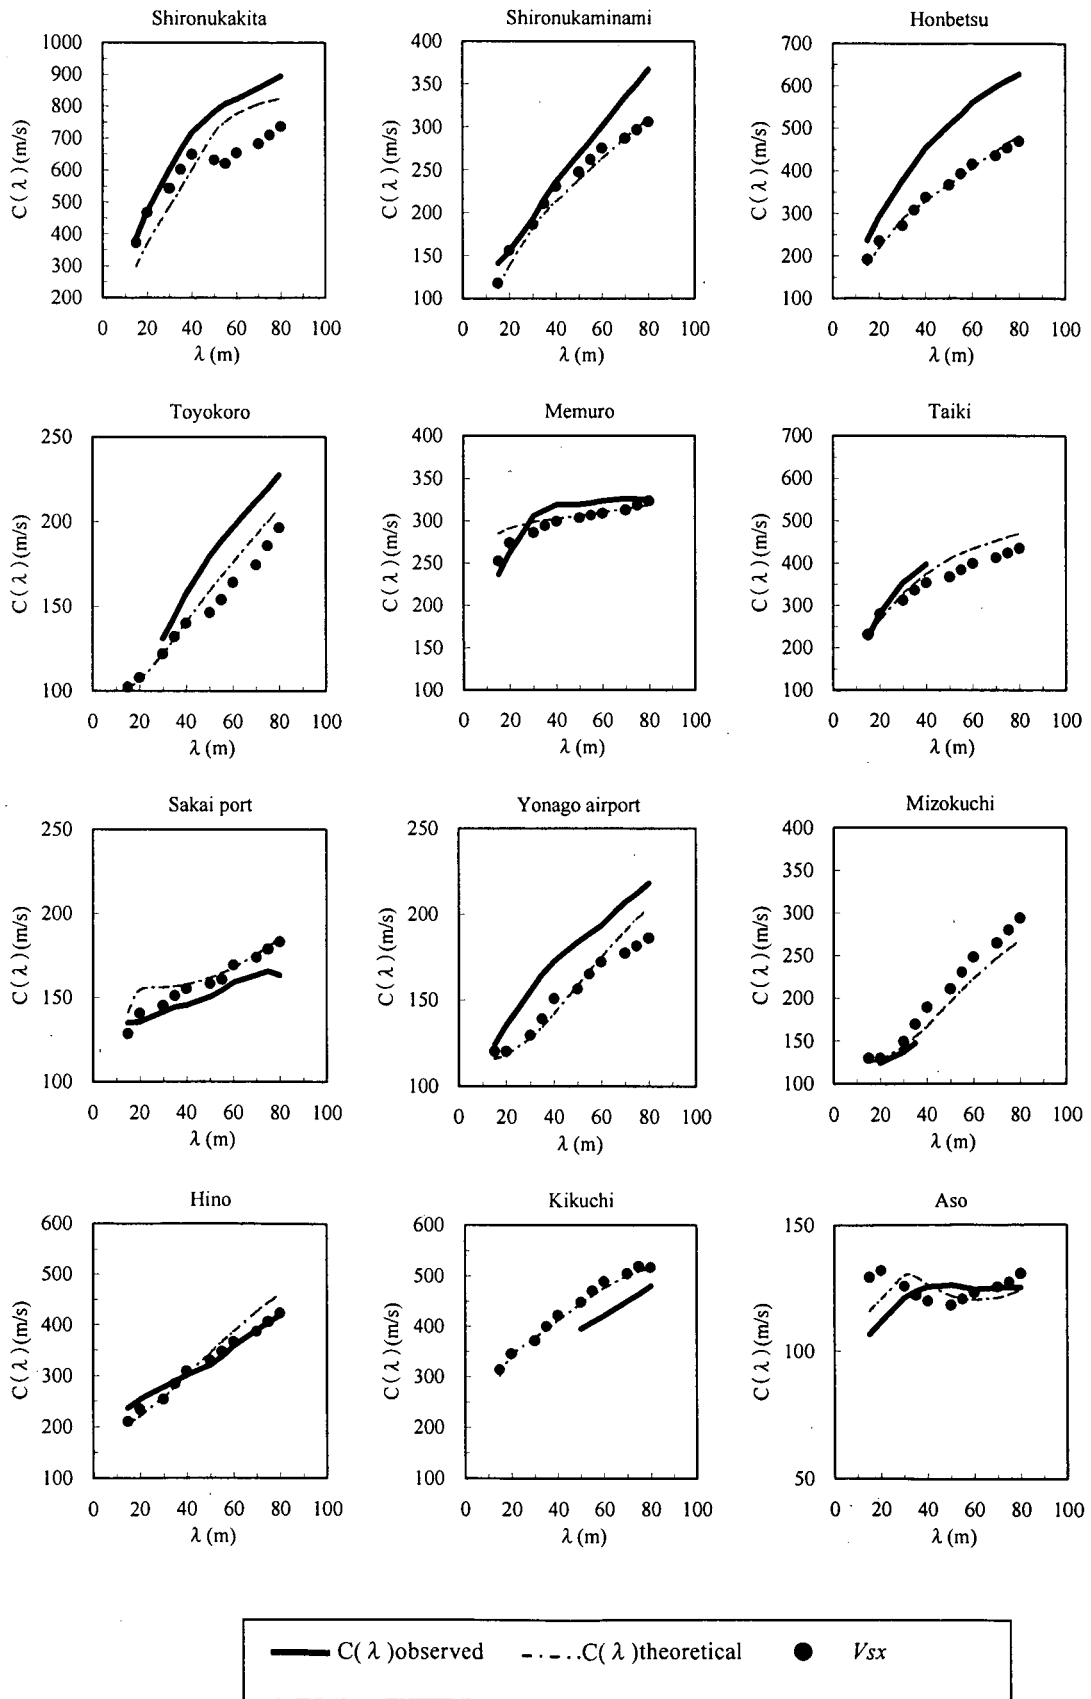 Shironukakita
1000
900
800
700
600
500
400
300
200
C(λ)(m/s)
0 20 40 60 80 100
λ (m)
Shironukaminami
400
350
300
250
200
150
100
C(λ)(m/s)
0 20 40 60 80 100
λ (m)
Honbetsu
700
600
500
400
300
200
100
C(λ)(m/s)
0 20 40 60 80 100
λ (m)
Toyokoro
250
200
150
100
C(λ)(m/s)
0 20 40 60 80 100
λ (m)
Memuro
400
350
300
250
200
150
100
C(λ)(m/s)
0 20 40 60 80 100
λ (m)
Taiki
700
600
500
400
300
200
100
C(λ)(m/s)
0 20 40 60 80 100
λ (m)
Sakai port
250
200
150
100
C(λ)(m/s)
0 20 40 60 80 100
λ (m)
Yonago airport
250
200
150
100
C(λ)(m/s)
0 20 40 60 80 100
λ (m)
Mizokuchi
400
350
300
250
200
150
100
C(λ)(m/s)
0 20 40 60 80 100
λ (m)
Hino
600
500
400
300
200
100
C(λ)(m/s)
0 20 40 60 80 100
λ (m)
Kikuchi
600
500
400
300
200
100
C(λ)(m/s)
0 20 40 60 80 100
λ (m)
Aso
150
100
50
C(λ)(m/s)
0 20 40 60 80 100
λ (m)
C(λ)observed C(λ)theoretical Vsx